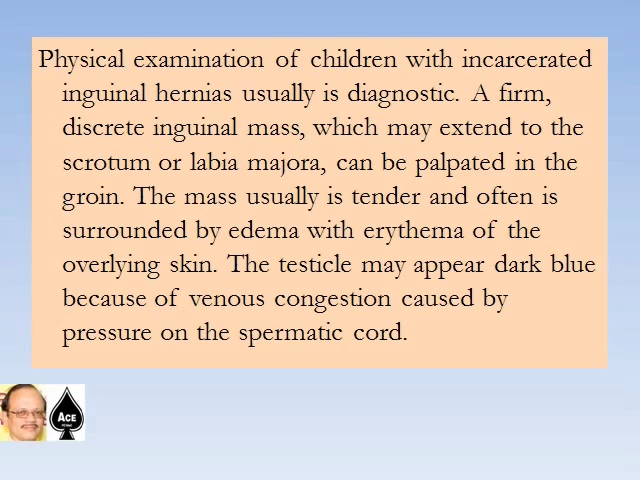 Physical examination of children with incarcerated
inguinal hernias usually is diagnostic. A firm,
discrete inguinal mass, which may extend to the
scrotum or labia majora, can be palpated in the
groin. The mass usually is tender and often is
surrounded by edema with erythema of the
overlying skin. The testicle may appear dark blue
because of venous congestion caused by
pressure on the spermatic cord.
ACE